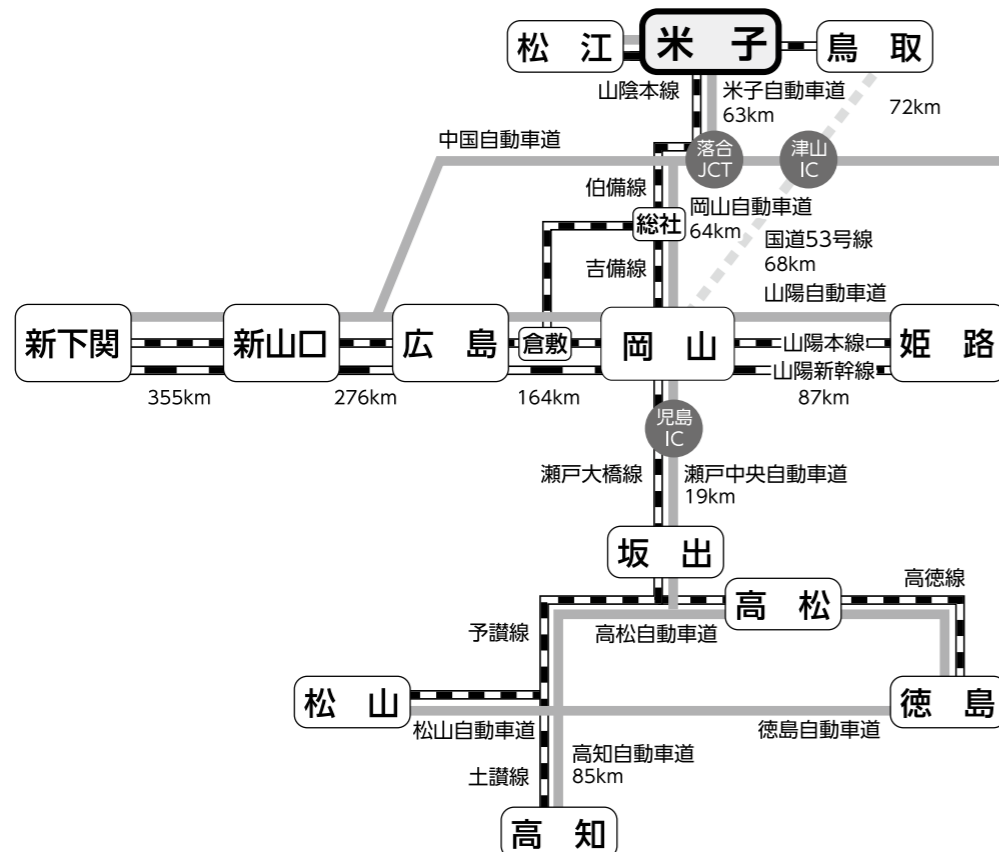 松 江
米 子
鳥 取
山陰本線
米子自動車道
63km
72km
中国自動車道
落合
JCT
津山
IC
伯備線
岡山自動車道
64km
総社
国道53号線
68km
吉備線
山陽自動車道
新下関
新山口
広 島
倉敷
岡 山
山陽本線
姫 路
山陽新幹線
355km
276km
164km
87km
児島
IC
瀬戸大橋線
瀬戸中央自動車道
19km
坂 出
高 松
高徳線
予讃線
高松自動車道
松 山
徳 島
松山自動車道
徳島自動車道
高知自動車道
85km
土讃線
高 知